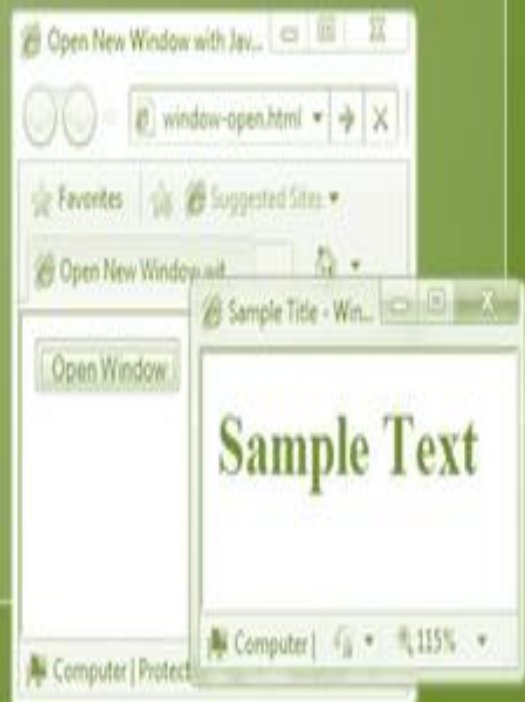 Open New Window with Jav...
window-open.html
Favorites
Suggested Sites
Open New Window wit...
Open Window
Computer | Protect
Sample Title - Win...
Sample Text
Computer |
115%